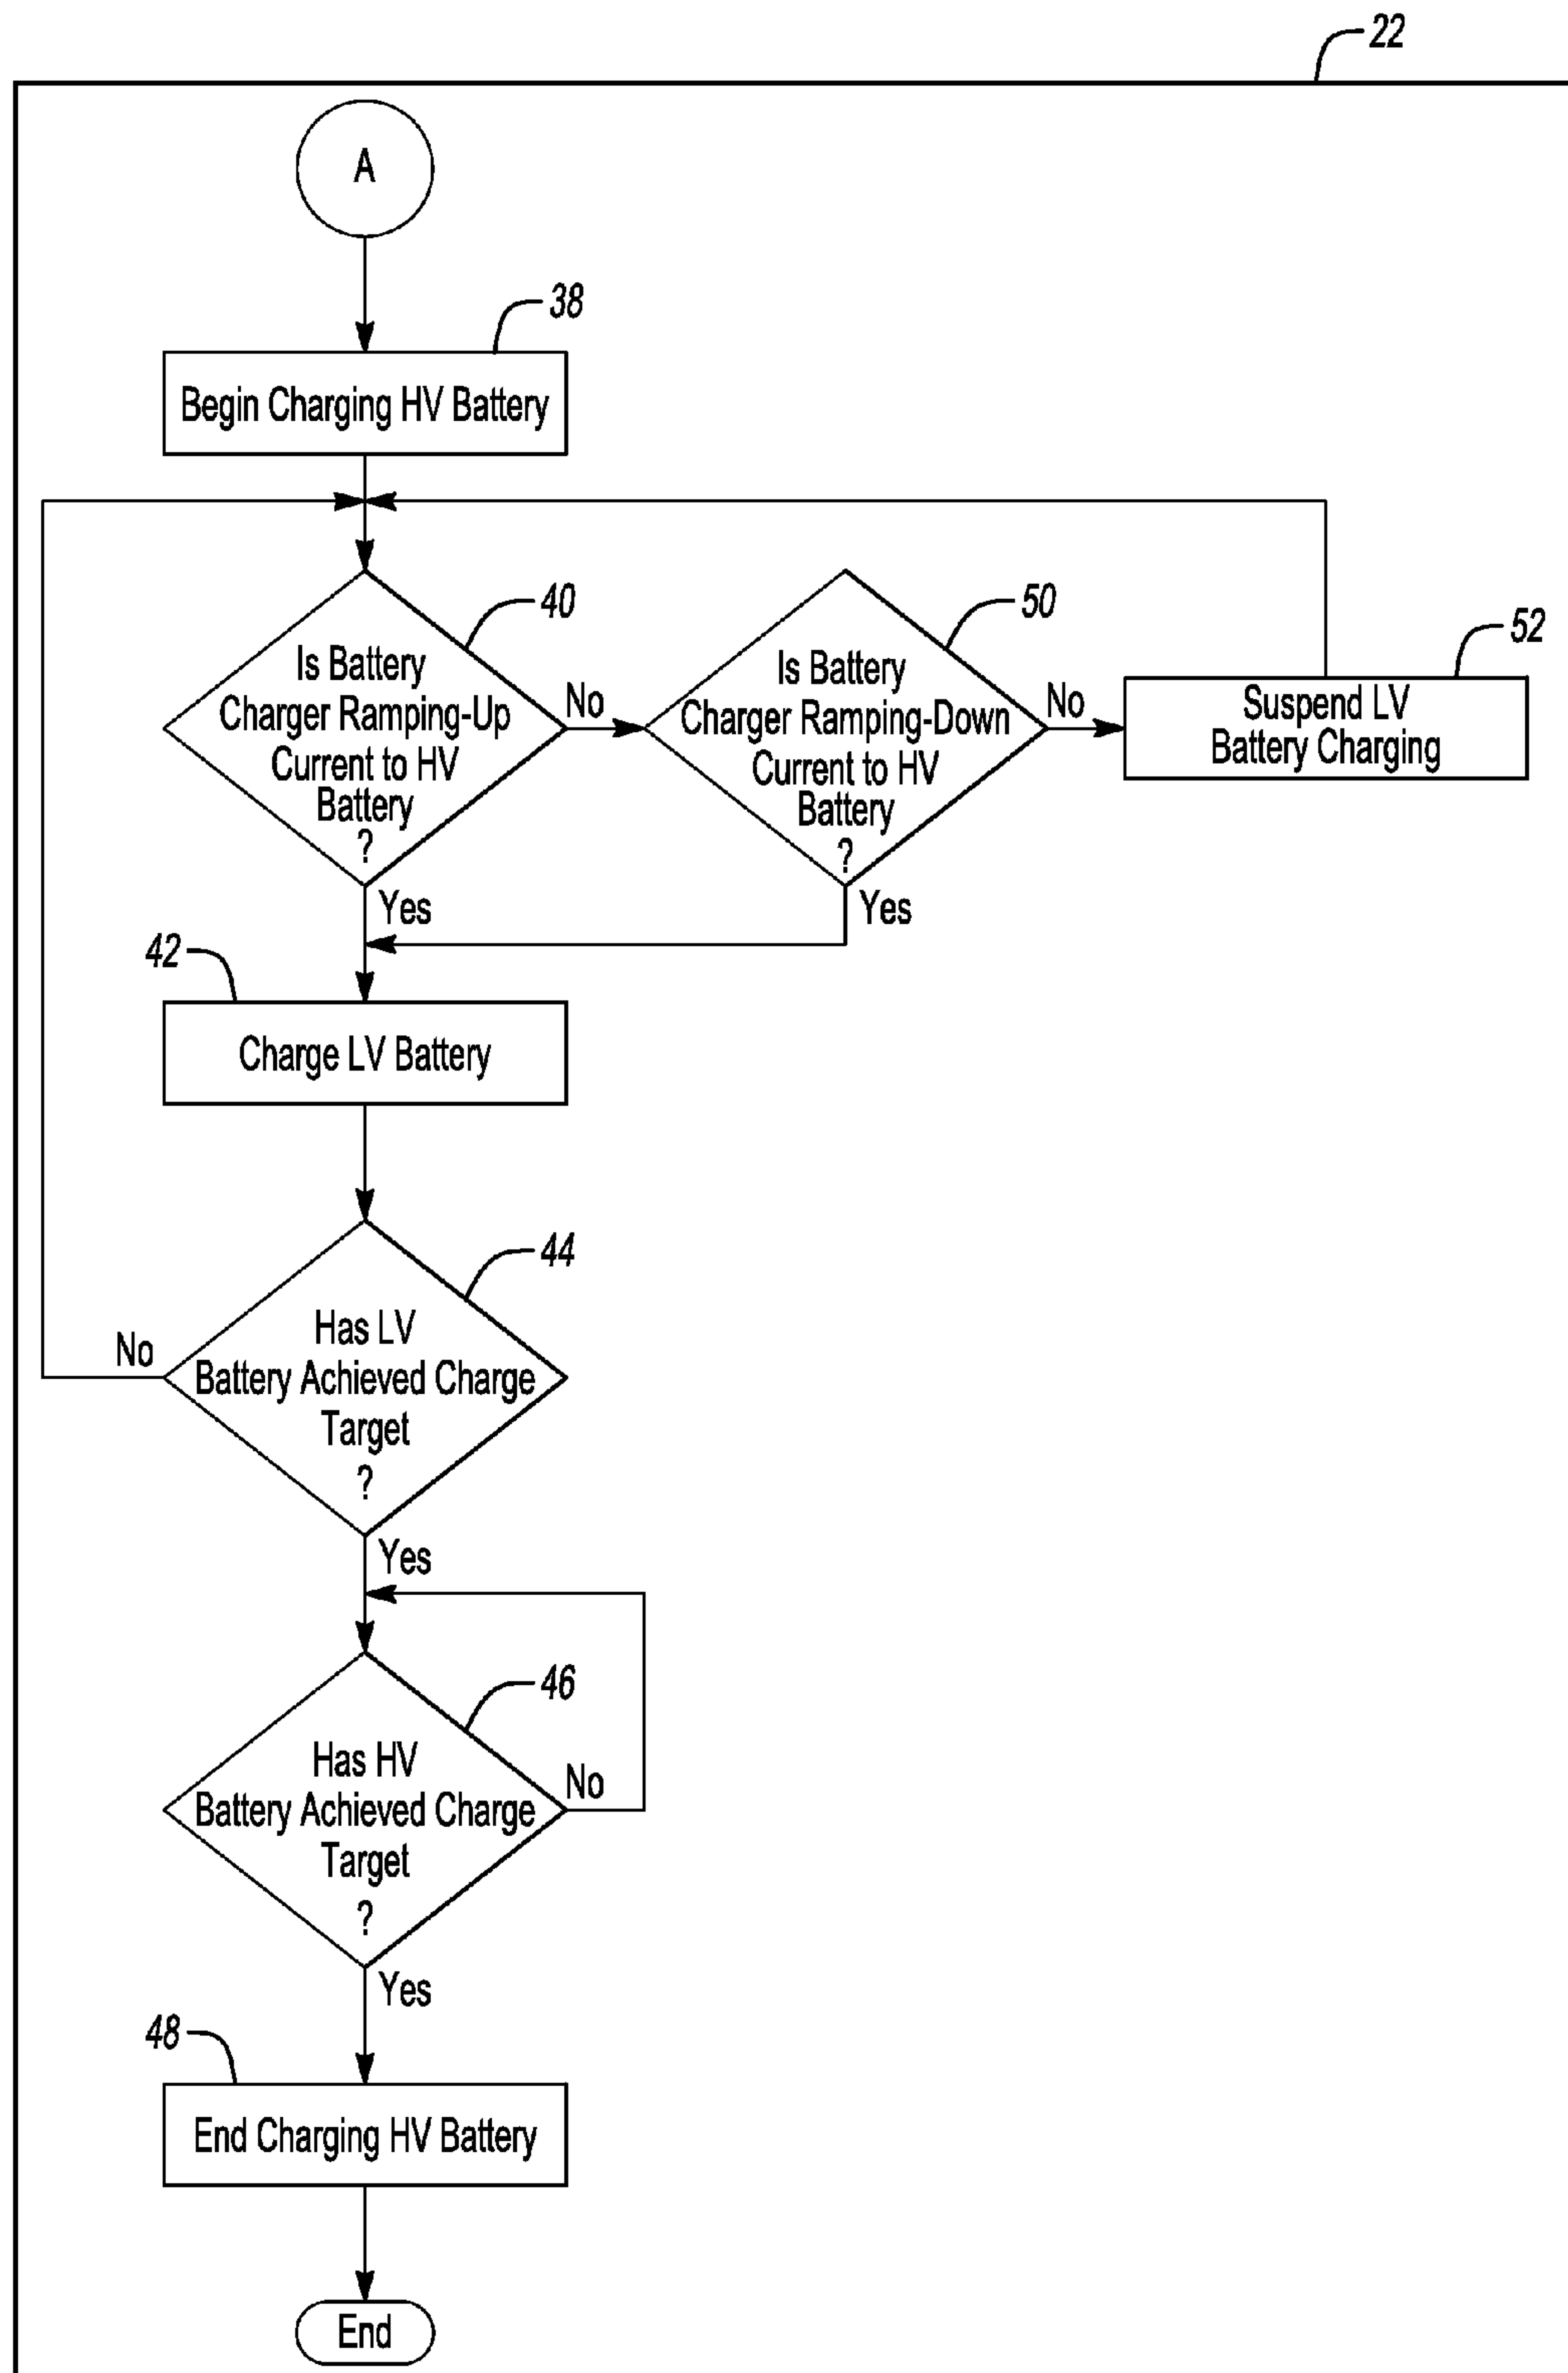 22
A
38
Begin Charging HV Battery
40
Is Battery
Charger Ramping-Up
Current to HV
Battery
?
No
Yes
50
Is Battery
Charger Ramping-Down
Current to HV
Battery
?
No
Yes
52
Suspend LV
Battery Charging
42
Charge LV Battery
44
Has LV
Battery Achieved Charge
Target
?
No
Yes
46
Has HV
Battery Achieved Charge
Target
?
No
Yes
48
End Charging HV Battery
End